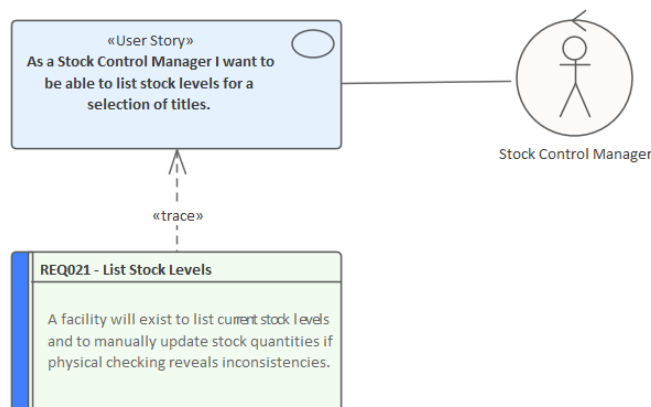 «User Story»
As a Stock Control Manager I want to
be able to list stock levels for a
selection of titles.
Stock Control Manager
«trace»
REQ021 - List Stock Levels
A facility will exist to list current stock levels
and to manually update stock quantities if
physical checking reveals inconsistencies.